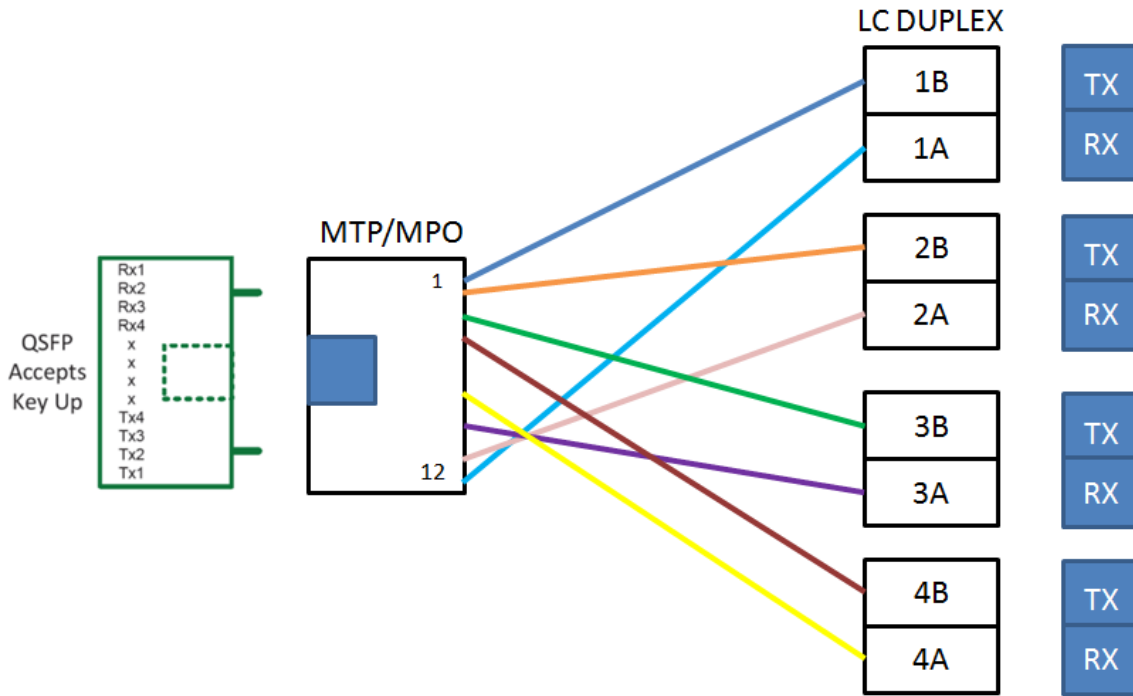 LC DUPLEX
1B
TX
1A
RX
2B
TX
2A
RX
MTP/MPO
1
12
QSFP
Accepts
Key Up
Rx1
Rx2
Rx3
Rx4
x
x
x
x
Tx4
Tx3
Tx2
Tx1
3B
TX
3A
RX
4B
TX
4A
RX